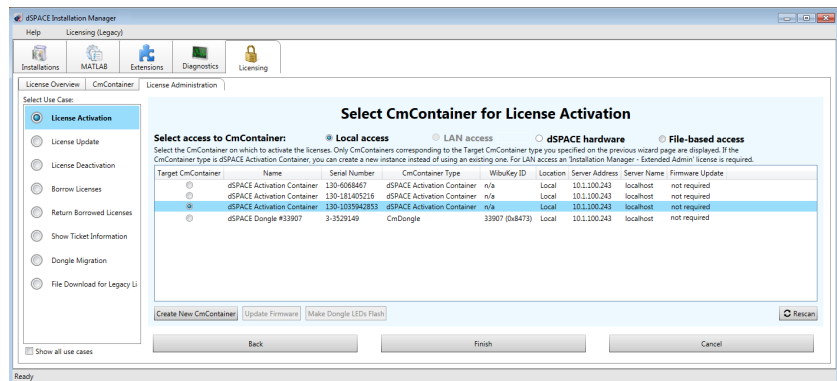 dSPACE Installation Manager
Help Licensing (Legacy)
Installations MATLAB Extensions Diagnostics Licensing
License Overview CmContainer License Administration
Select Use Case:
License Activation
License Update
License Deactivation
Borrow Licenses
Return Borrowed Licenses
Show Ticket Information
Dongle Migration
File Download for Legacy Li
Show all use cases
Select CmContainer for License Activation
Select access to CmContainer: Local access LAN access dSPACE hardware File-based access
Select the CmContainer on which to activate the licenses. Only CmContainers corresponding to the Target CmContainer type you specified on the previous wizard page are displayed. If the
CmContainer type is dSPACE Activation Container, you can create a new instance instead of using an existing one. For LAN access an 'Installation Manager - Extended Admin' license is required.
Target CmContainer Name Serial Number CmContainer Type WibuKey ID Location Server Address Server Name Firmware Update
dSPACE Activation Container 130-6068467 dSPACE Activation Container n/a Local 10.1.100.243 localhost not required
dSPACE Activation Container 130-181405216 dSPACE Activation Container n/a Local 10.1.100.243 localhost not required
dSPACE Activation Container 130-1035942853 dSPACE Activation Container n/a Local 10.1.100.243 localhost not required
dSPACE Dongle #33907 3-3529149 CmDongle 33907 (0x8473) Local 10.1.100.243 localhost not required
Create New CmContainer Update Firmware Make Dongle LEDs Flash Rescan
Back Finish Cancel
Ready